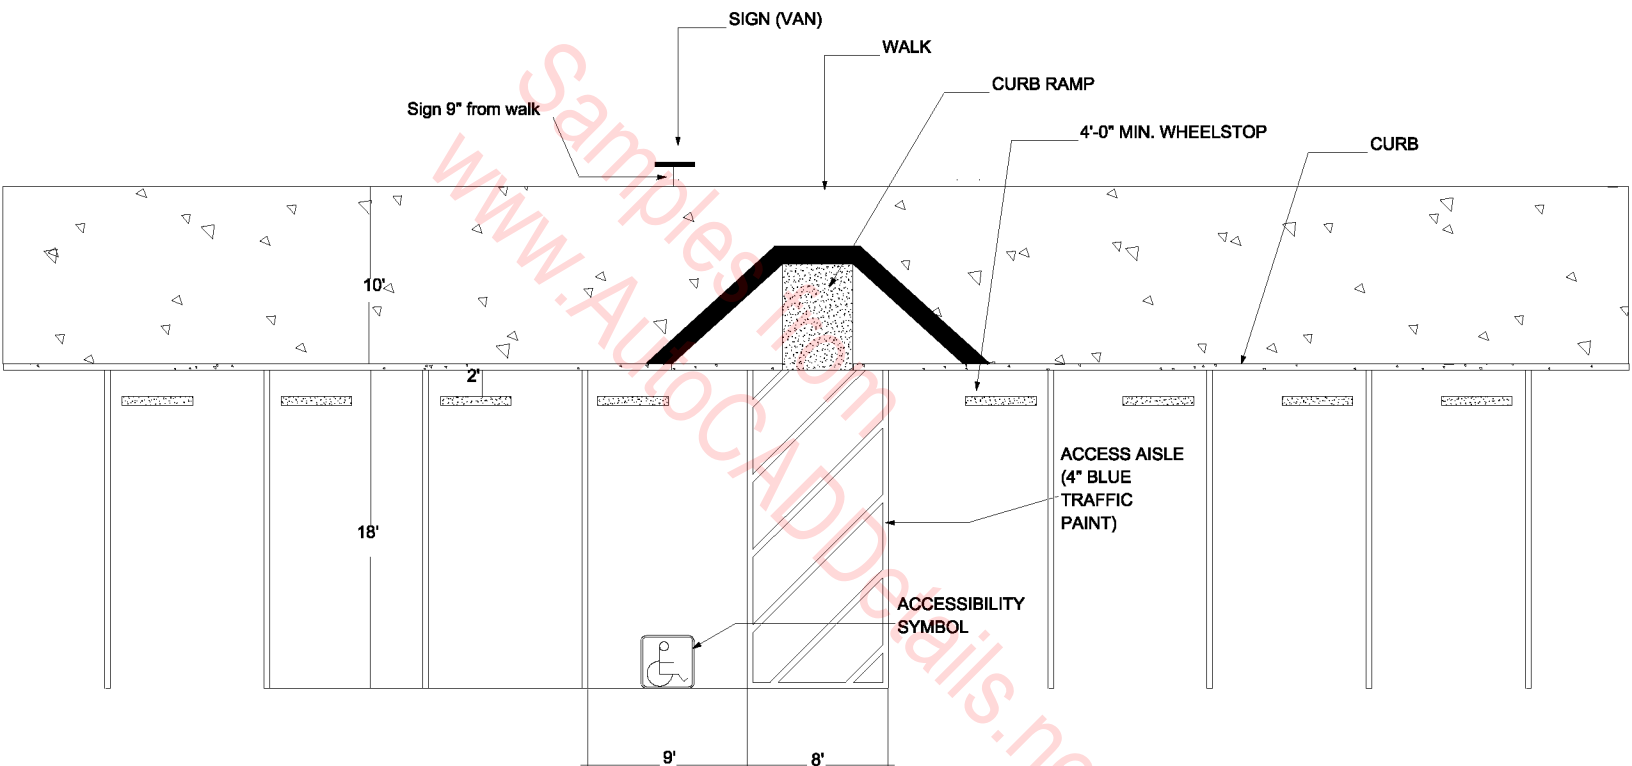 SIGN (VAN)
WALK
CURB RAMP
Sign 9" from walk
4'-0" MIN. WHEELSTOP
CURB
10'
2'
ACCESS AISLE
(4" BLUE
TRAFFIC
PAINT)
18'
ACCESSIBILITY
SYMBOL
9'
8'
Samples from
www.AutoCADDetails.ne